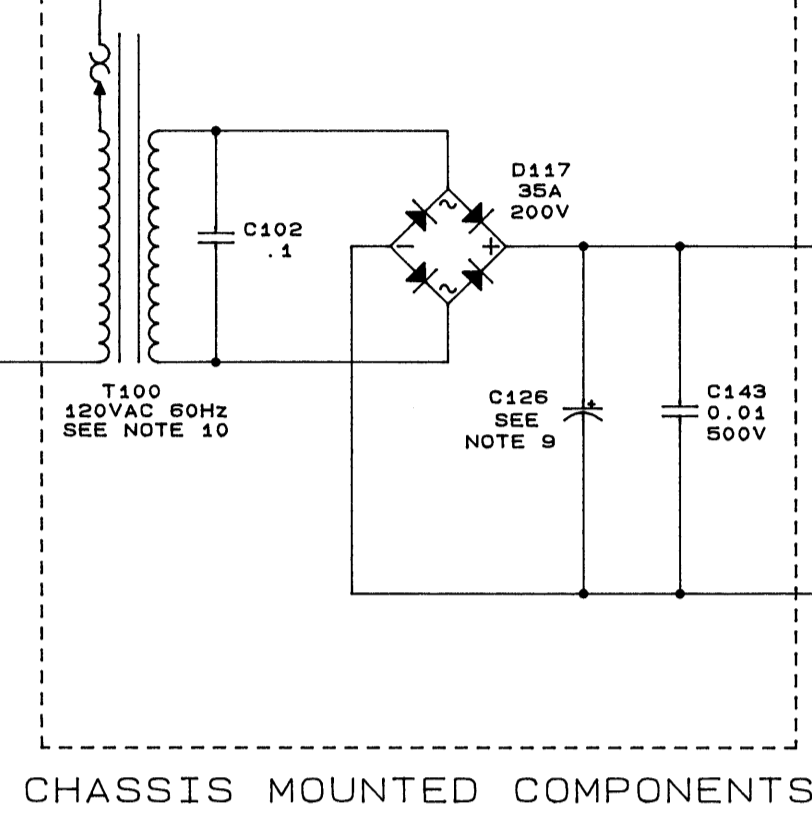 D117
35A
200V
C102
.1
~
- +
~
T100
120VAC 60Hz
SEE NOTE 10
C126
SEE
NOTE 9
+
C143
0.01
500V
CHASSIS MOUNTED COMPONENTS